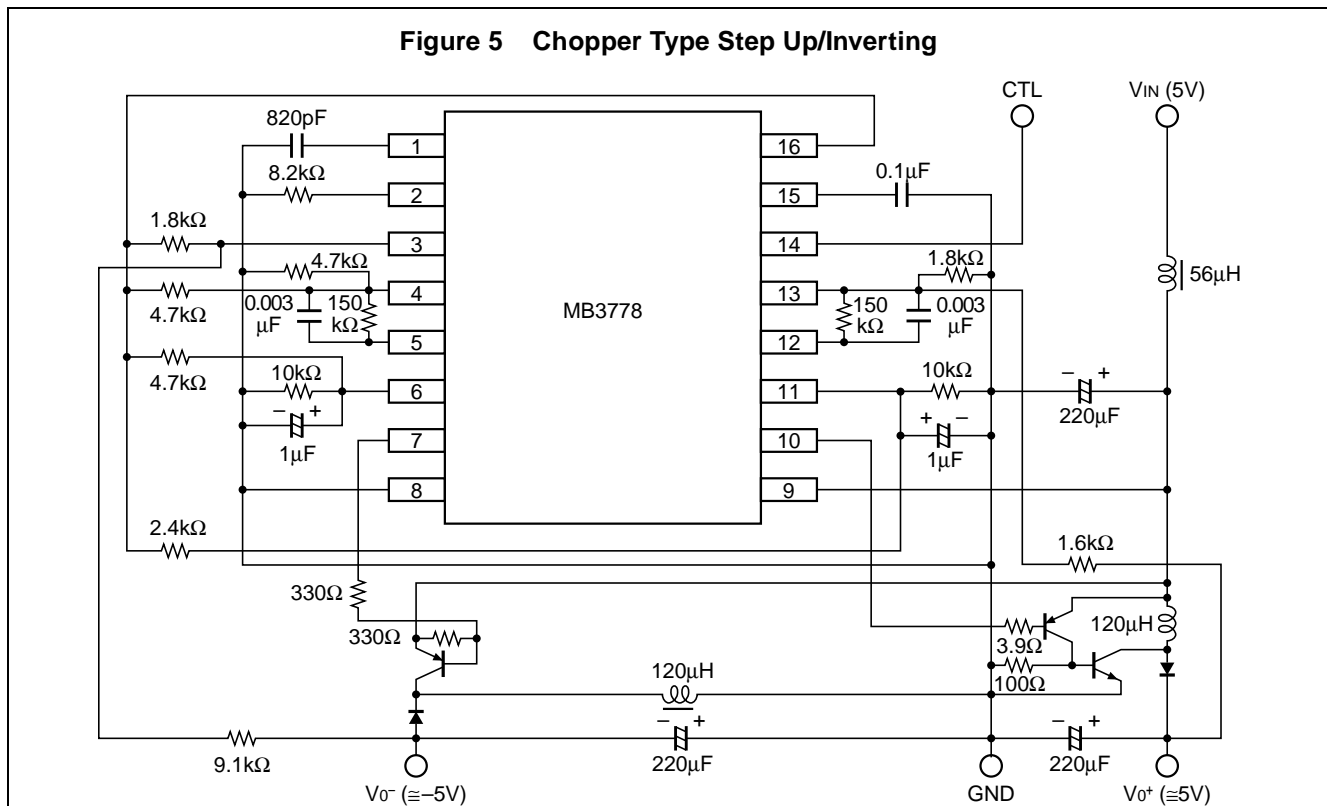 Figure 5 Chopper Type Step Up/Inverting
CTL
VIN (5V)
820pF
1
16
8.2kΩ
0.1μF
2
15
1.8kΩ
3
14
4.7kΩ
1.8kΩ
56μH
4
13
4.7kΩ
0.003
μF
150
kΩ
MB3778
150
kΩ
0.003
μF
5
12
4.7kΩ
10kΩ
6
11
10kΩ
– +
220μF
– +
1μF
+ –
1μF
7
10
8
9
2.4kΩ
1.6kΩ
330Ω
330Ω
3.9Ω
120μH
100Ω
120μH
– +
220μF
– +
220μF
9.1kΩ
V0– (≅–5V)
GND
V0+ (≅5V)